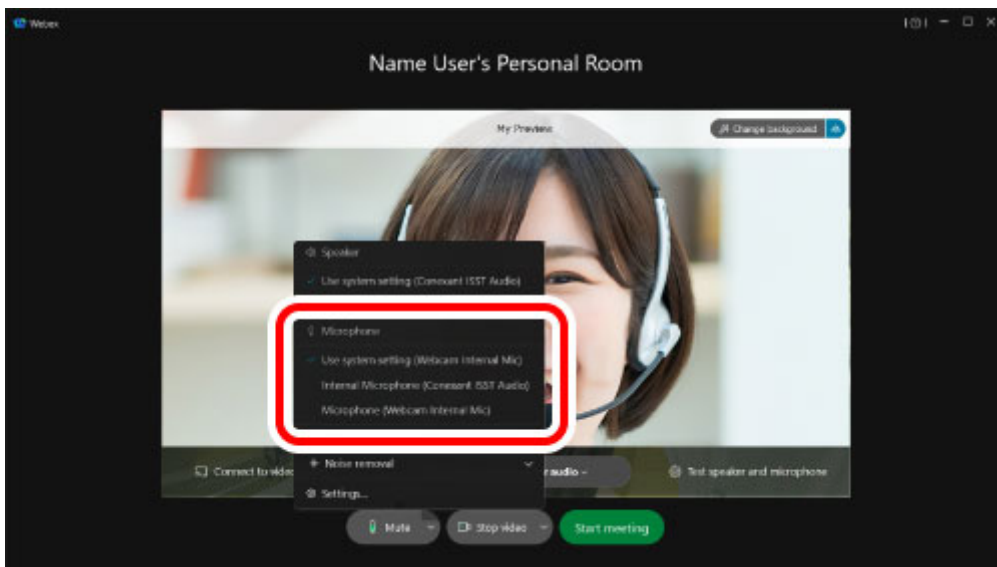 Webex
Name User's Personal Room
My Preview
Change background
Speaker
Use system setting (Conexant ISST Audio)
Microphone
Use system setting (Webcam Internal Mic)
Internal Microphone (Conexant ISST Audio)
Microphone (Webcam Internal Mic)
Connect to video
Noise removal
audio
Test speaker and microphone
Settings...
Mute
Stop video
Start meeting